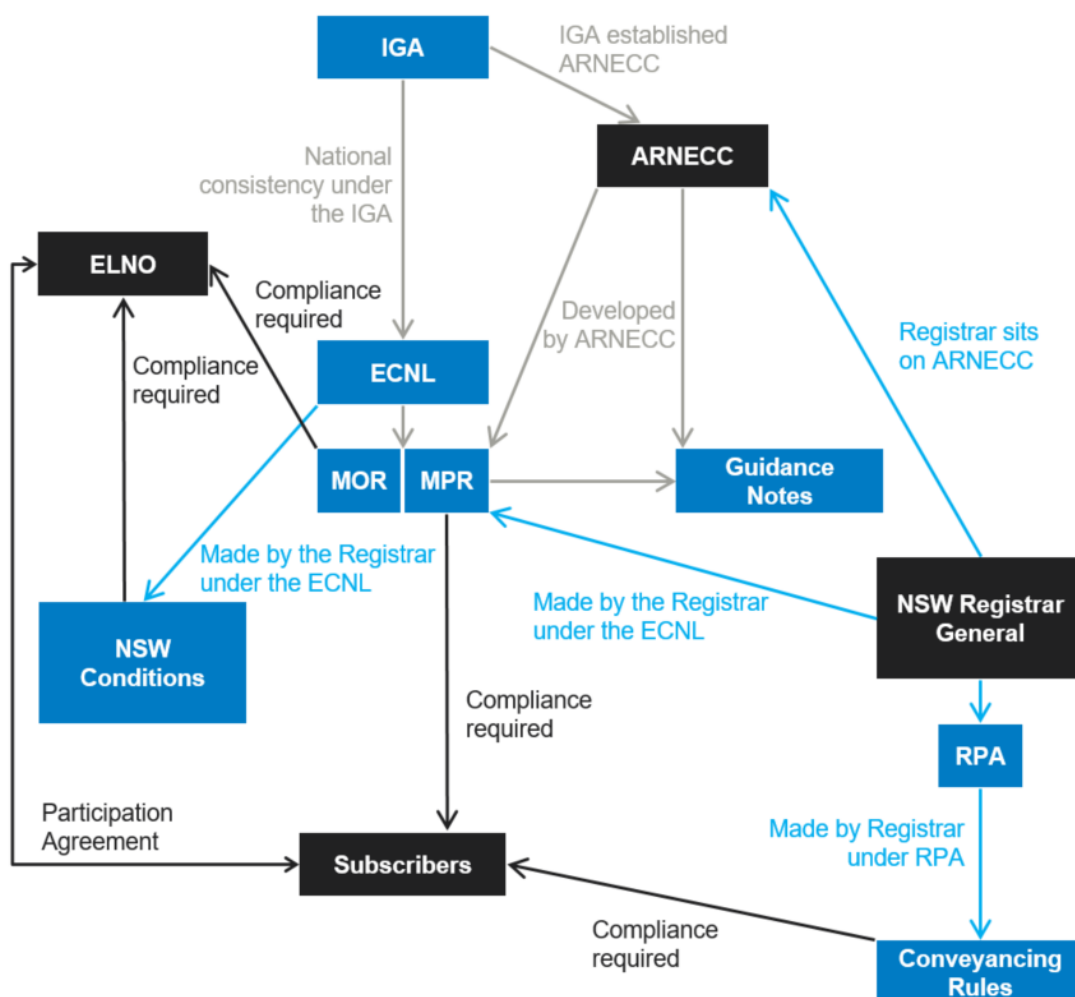 IGA
IGA established
ARNECC
ARNECC
National
consistency under
the IGA
ELNO
Compliance
required
Developed
by ARNECC
Registrar sits
on ARNECC
Compliance
required
ECNL
MOR
MPR
Guidance
Notes
Made by the Registrar
under the ECNL
Made by the Registrar
under the ECNL
NSW Registrar
General
NSW
Conditions
Compliance
required
RPA
Participation
Agreement
Made by Registrar
under RPA
Subscribers
Compliance
required
Conveyancing
Rules